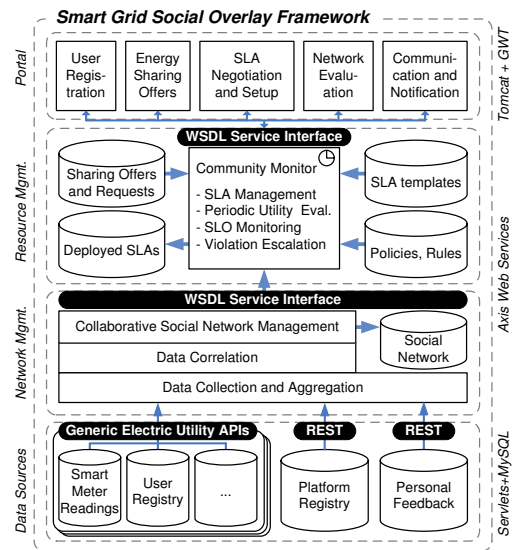 Smart Grid Social Overlay Framework
Portal
User
Regis-
tration
Energy
Sharing
Offers
SLA
Negotiation
and Setup
Network
Evalu-
ation
Communi-
cation and
Notification
Tomcat + GWT
Resource Mgmt.
WSDL Service Interface
Sharing Offers
and Requests
Deployed SLAs
Community Monitor
- SLA Management
- Periodic Utility Eval.
- SLO Monitoring
- Violation Escalation
SLA templates
Policies, Rules
Axis Web Services
Network Mgmt.
WSDL Service Interface
Collaborative Social Network Management
Data Correlation
Data Collection and Aggregation
Social
Network
Data Sources
Generic Electric Utility APIs
Smart
Meter
Readings
User
Registry
...
REST
Platform
Registry
REST
Personal
Feedback
Servlets+MySQL